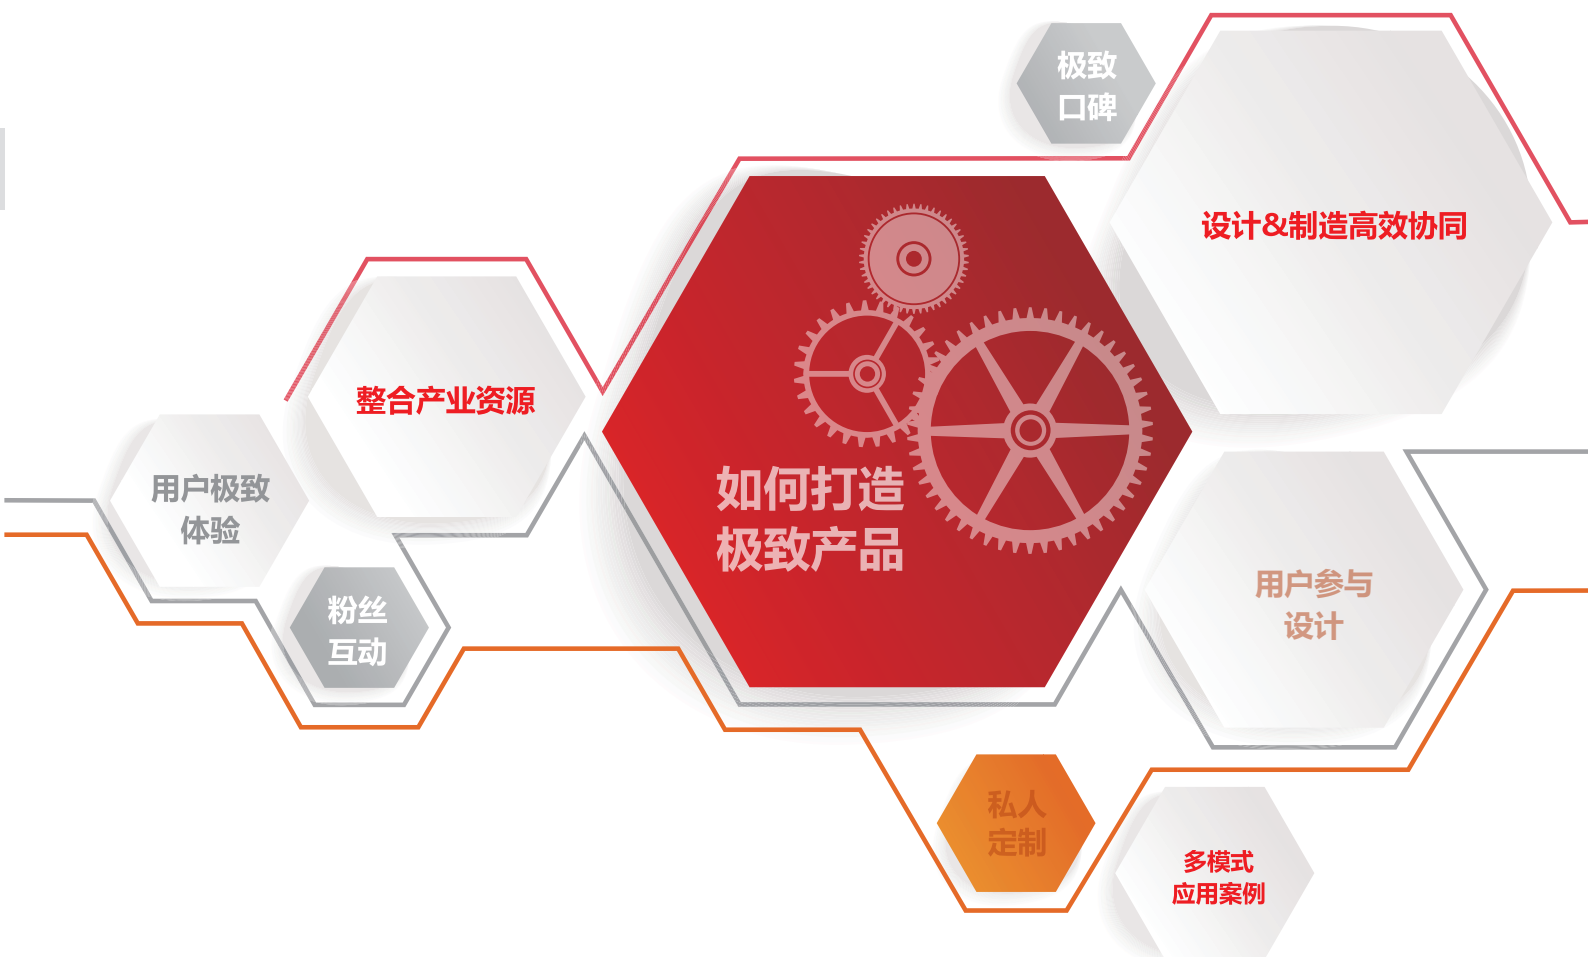 极致
口碑
设计&制造高效协同
整合产业资源
用户极致
体验
如何打造
极致产品
粉丝
互动
用户参与
设计
私人
定制
多模式
应用案例